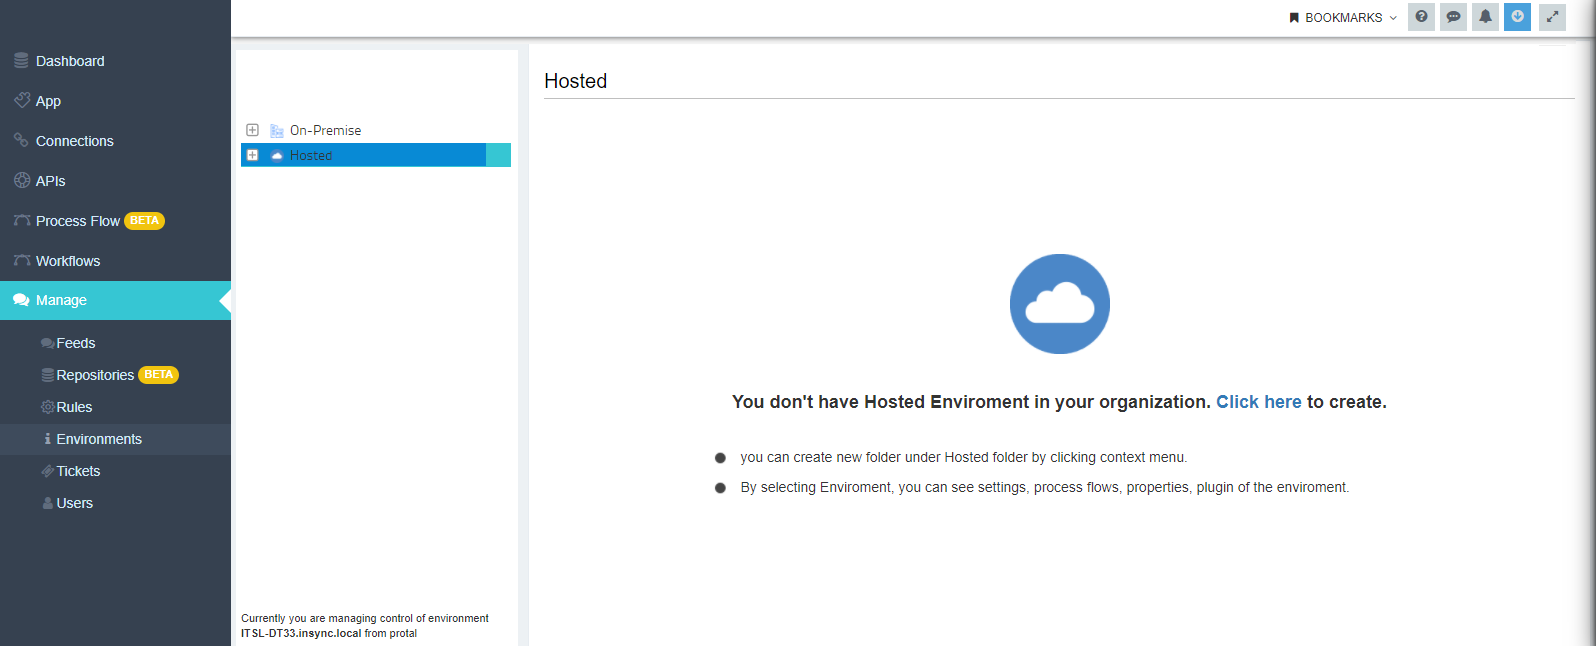 BOOKMARKS
Dashboard
App
Connections
APIs
Process Flow BETA
Workflows
Manage
Feeds
Repositories BETA
Rules
Environments
Tickets
Users
On-Premise
Hosted
Currently you are managing control of environment
ITSL-DT33.insync.local from protal
Hosted
You don't have Hosted Enviroment in your organization. Click here to create.
you can create new folder under Hosted folder by clicking context menu.
By selecting Enviroment, you can see settings, process flows, properties, plugin of the enviroment.